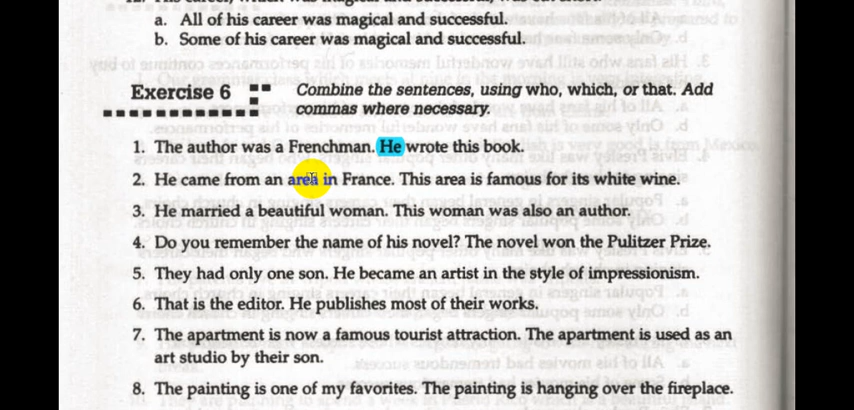 a. All of his career was magical and successful.
b. Some of his career was magical and successful.
Exercise 6
Combine the sentences, using who, which, or that. Add
commas where necessary.
1. The author was a Frenchman. He wrote this book.
2. He came from an area in France. This area is famous for its white wine.
3. He married a beautiful woman. This woman was also an author.
4. Do you remember the name of his novel? The novel won the Pulitzer Prize.
5. They had only one son. He became an artist in the style of impressionism.
6. That is the editor. He publishes most of their works.
7. The apartment is now a famous tourist attraction. The apartment is used as an
art studio by their son.
8. The painting is one of my favorites. The painting is hanging over the fireplace.